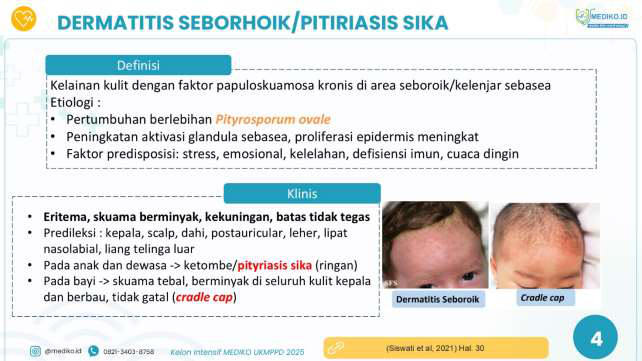 DERMATITIS SEBORHOIK/PITIRIASIS SIKA
MEDIKO.ID
Definisi
Kelainan kulit dengan faktor papuloskuamosa kronis di area seboroik/kelenjar sebasea
Etiologi :
• Pertumbuhan berlebihan Pityrosporum ovale
• Peningkatan aktivasi glandula sebasea, proliferasi epidermis meningkat
• Faktor predisposisi: stress, emosional, kelelahan, defisiensi imun, cuaca dingin
Klinis
• Eritema, skuama berminyak, kekuningan, batas tidak tegas
• Predileksi : kepala, scalp, dahi, postauricular, leher, lipat
nasolabial, liang telinga luar
• Pada anak dan dewasa -> ketombe/pityriasis sika (ringan)
• Pada bayi -> skuama tebal, berminyak di seluruh kulit kepala
dan berbau, tidak gatal (cradle cap)
Dermatitis Seboroik
Cradle cap
@mediko.id
0821-3403-8758
Kelon Intensif MEDIKO UKMPPD 2025
(Siswati et al, 2021) Hal. 30
4